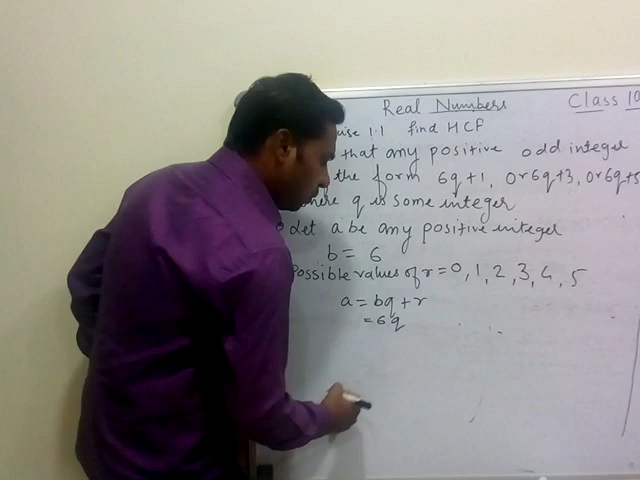 Real Numbers Class 10
1.1 find HCF
that any positive odd integer
the form 6q+1, or 6q+3, or 6q+5
where q is some integer
Let a be any positive integer
b = 6
Possible values of r = 0, 1, 2, 3, 4, 5
a = bq + r
= 6q